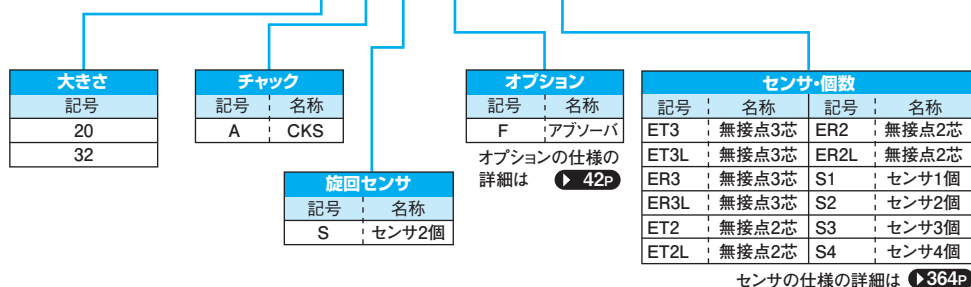 大きさ
記号
20
32
チャック
記号 名称
A CKS
旋回センサ
記号 名称
S センサ2個
オプション
記号 名称
F アブソーバ
オプションの仕様の
詳細は 42P
センサ・個数
記号 名称 記号 名称
ET3 無接点3芯 ER2 無接点2芯
ET3L 無接点3芯 ER2L 無接点2芯
ER3 無接点3芯 S1 センサ1個
ER3L 無接点3芯 S2 センサ2個
ET2 無接点2芯 S3 センサ3個
ET2L 無接点2芯 S4 センサ4個
センサの仕様の詳細は 364P